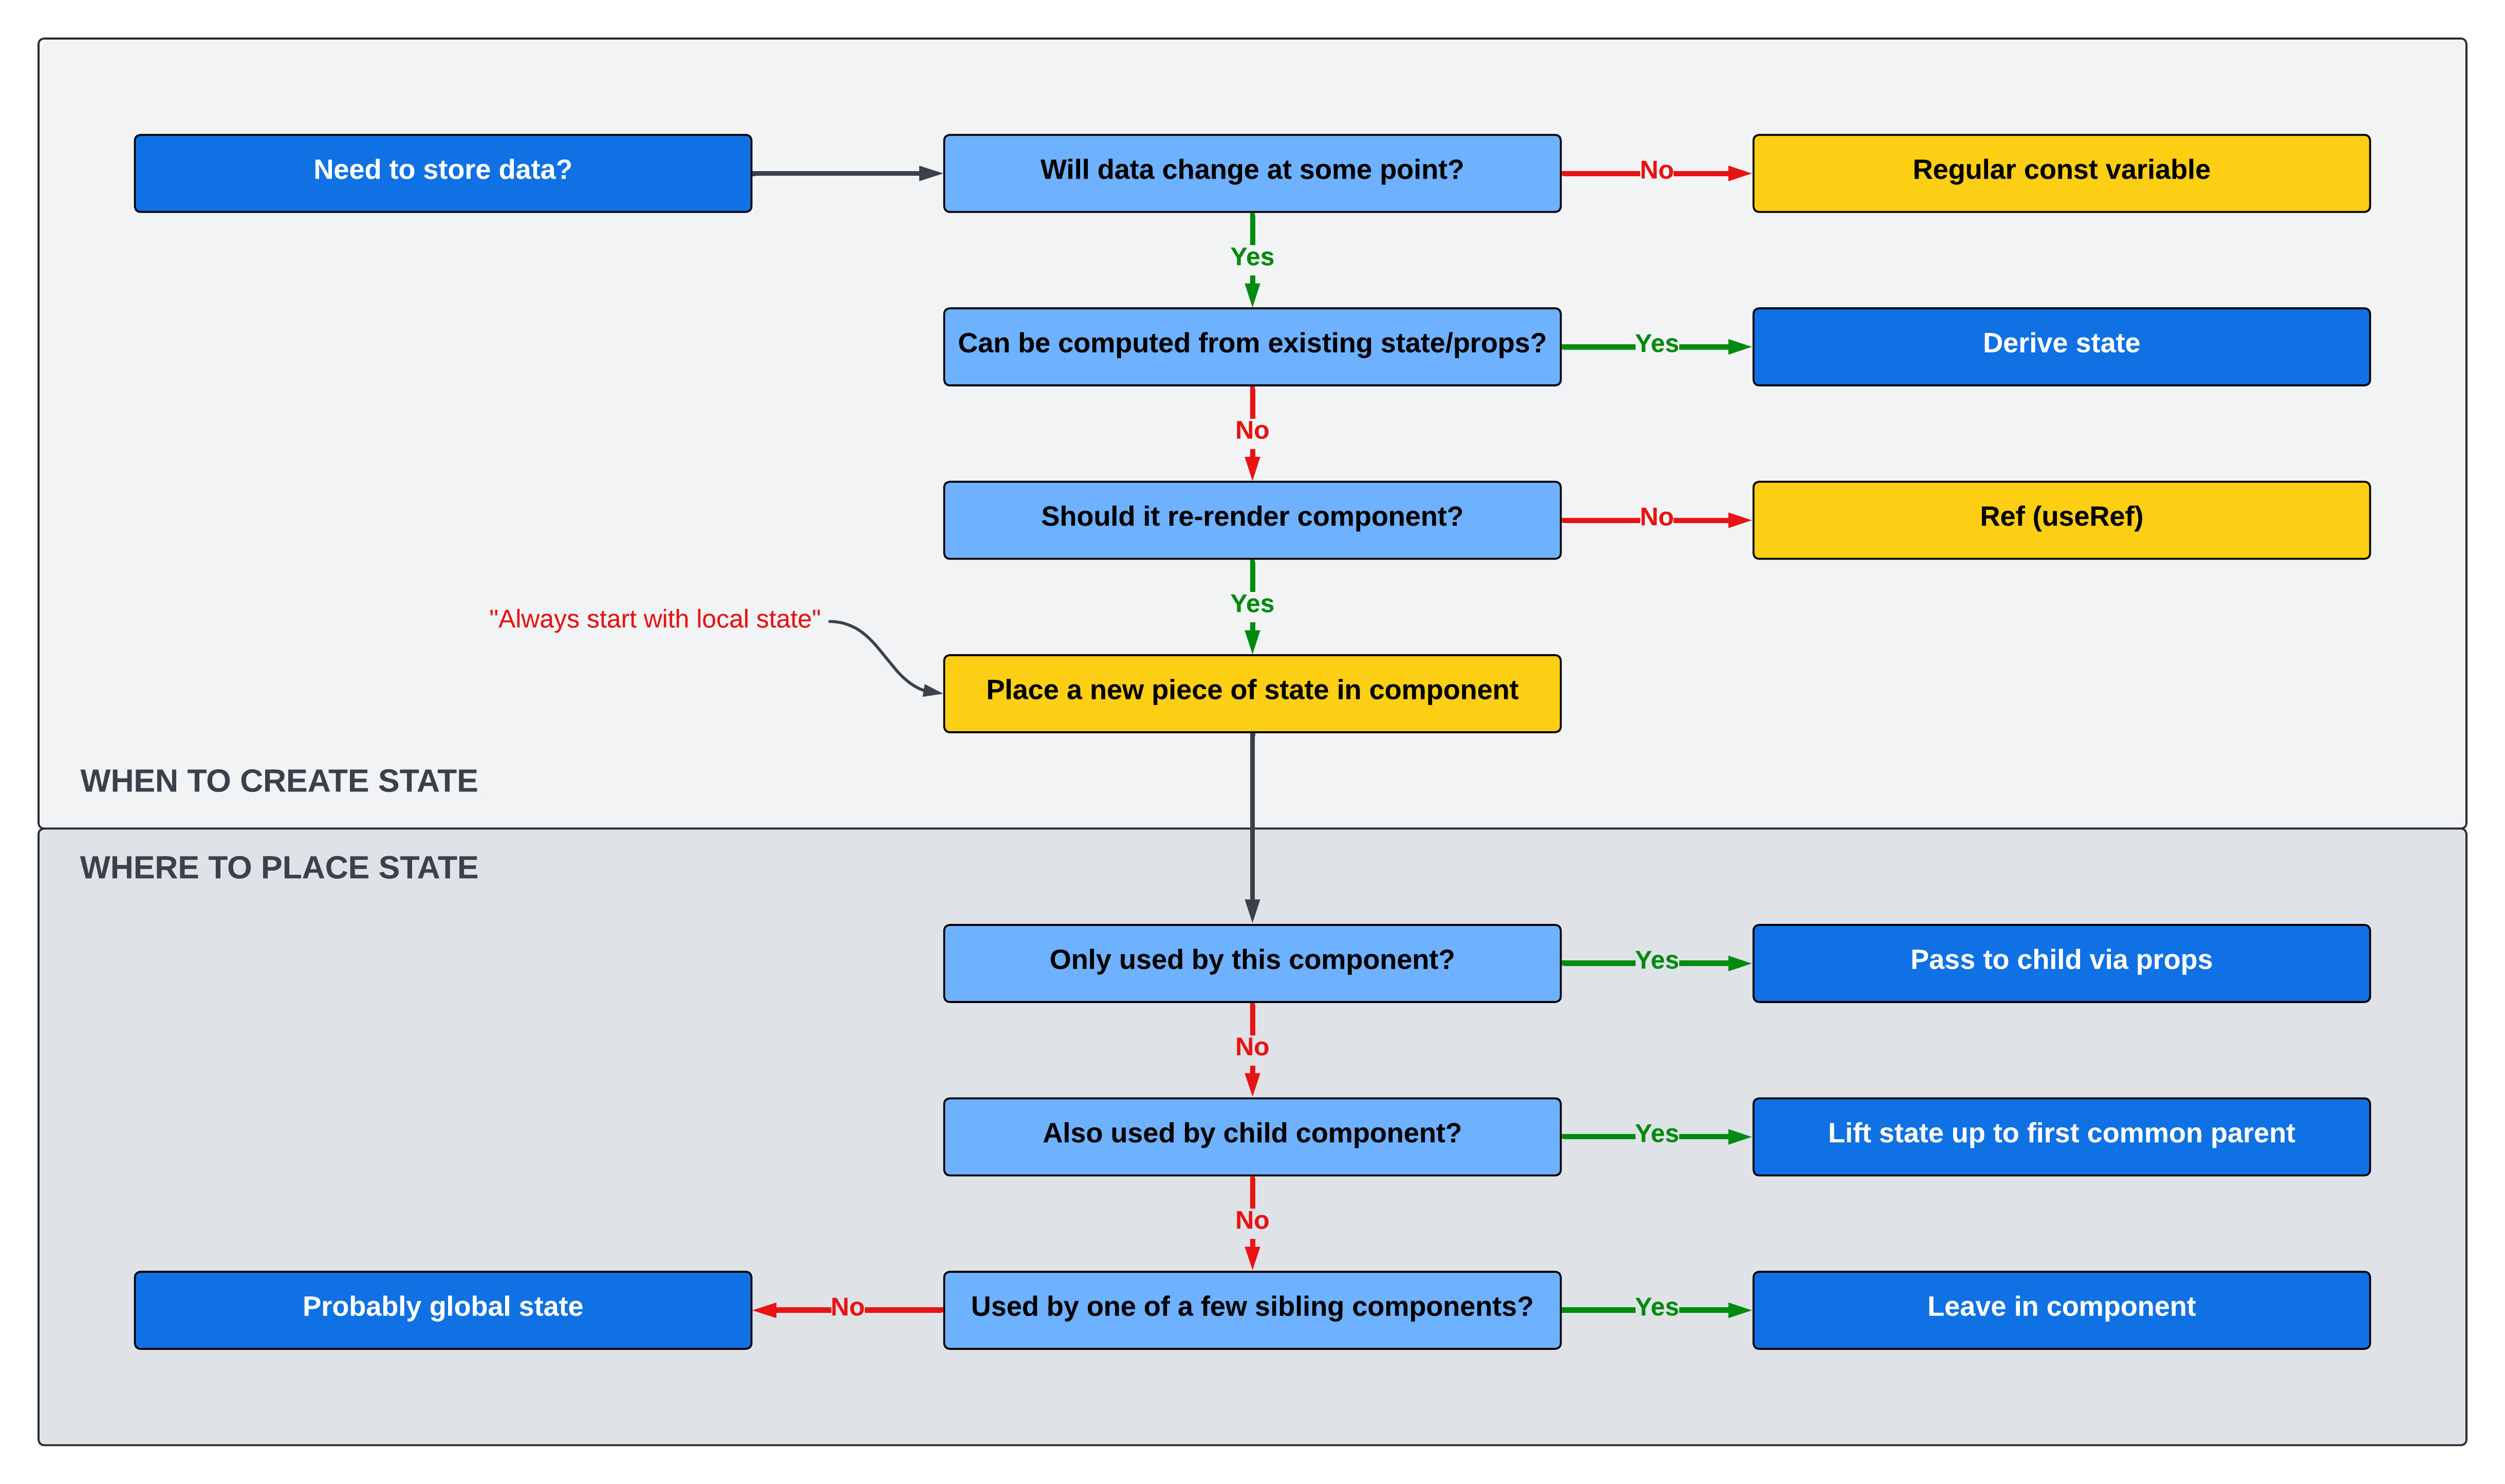 Need to store data?
Will data change at some point?
No
Regular const variable
Yes
Can be computed from existing state/props?
Yes
Derive state
No
Should it re-render component?
No
Ref (useRef)
Yes
"Always start with local state"
Place a new piece of state in component
WHEN TO CREATE STATE
WHERE TO PLACE STATE
Only used by this component?
Yes
Pass to child via props
No
Also used by child component?
Yes
Lift state up to first common parent
No
Probably global state
No
Used by one of a few sibling components?
Yes
Leave in component